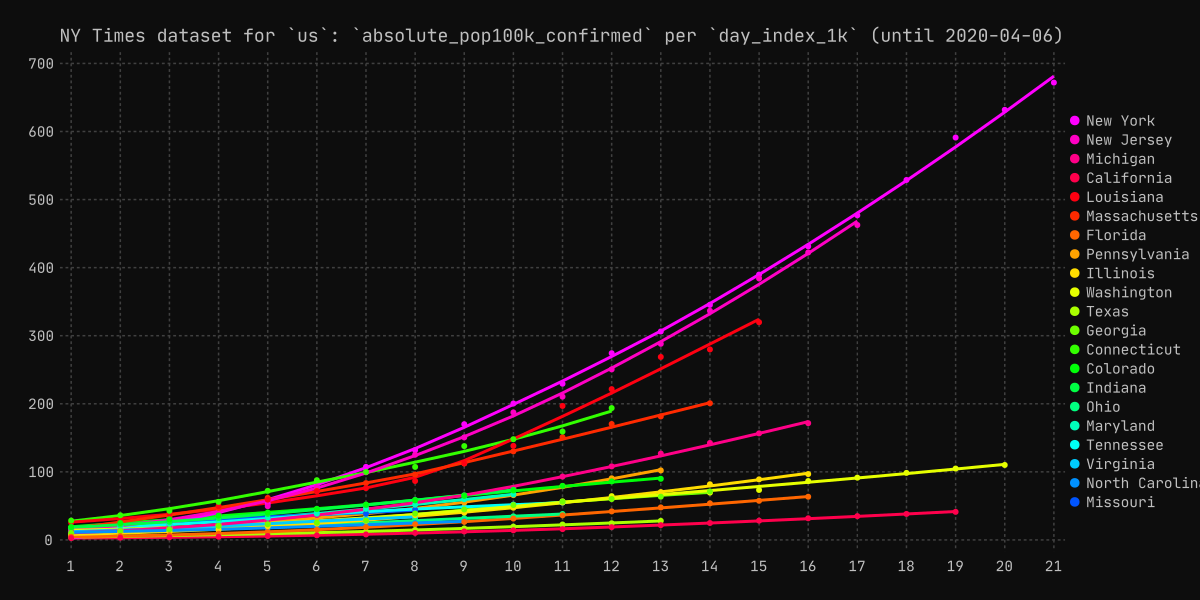 NY Times dataset for `us`: `absolute_pop100k_confirmed` per `day_index_1k` (until 2020-04-06)
700
600
500
400
300
200
100
0
1 2 3 4 5 6 7 8 9 10 11 12 13 14 15 16 17 18 19 20 21
New York
New Jersey
Michigan
California
Louisiana
Massachusetts
Florida
Pennsylvania
Illinois
Washington
Texas
Georgia
Connecticut
Colorado
Indiana
Ohio
Maryland
Tennessee
Virginia
North Carolina
Missouri